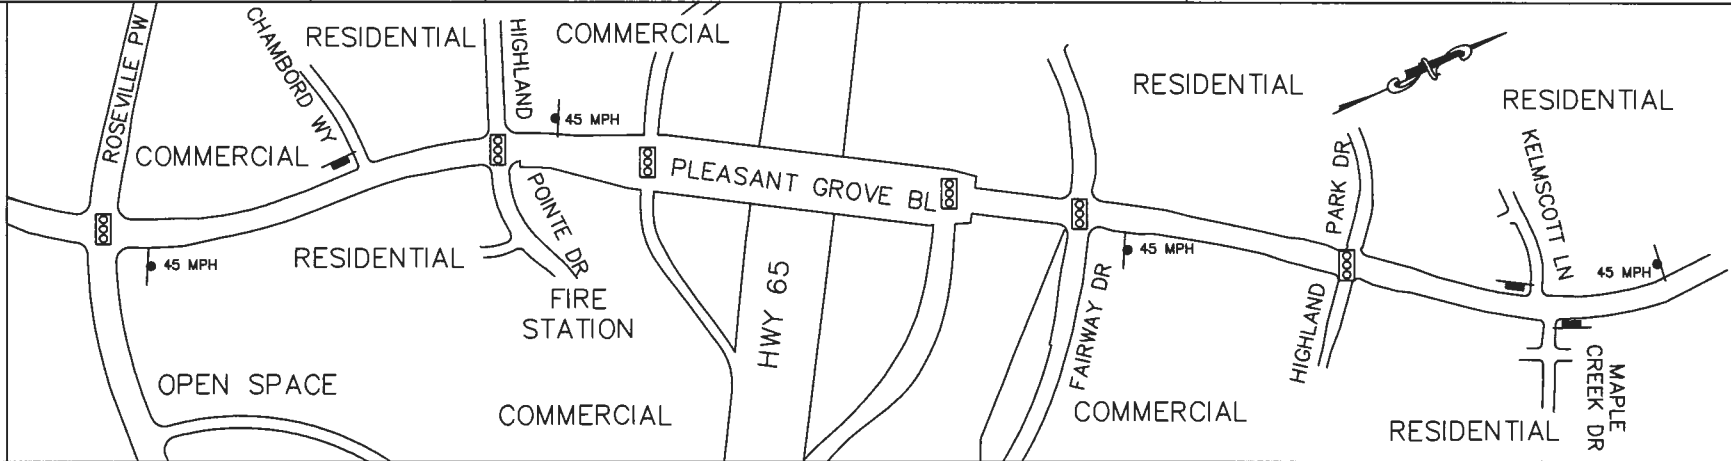 ROSEVILLE PW
CHAMBORD WY
RESIDENTIAL
HIGHLAND
COMMERCIAL
45 MPH
COMMERCIAL
RESIDENTIAL
RESIDENTIAL
PLEASANT GROVE BL
PARK DR
KELMSCOTT LN
POINTE DR
45 MPH
RESIDENTIAL
FIRE
STATION
HWY 65
FAIRWAY DR
45 MPH
HIGHLAND
45 MPH
MAPLE
CREEK DR
OPEN SPACE
COMMERCIAL
COMMERCIAL
RESIDENTIAL